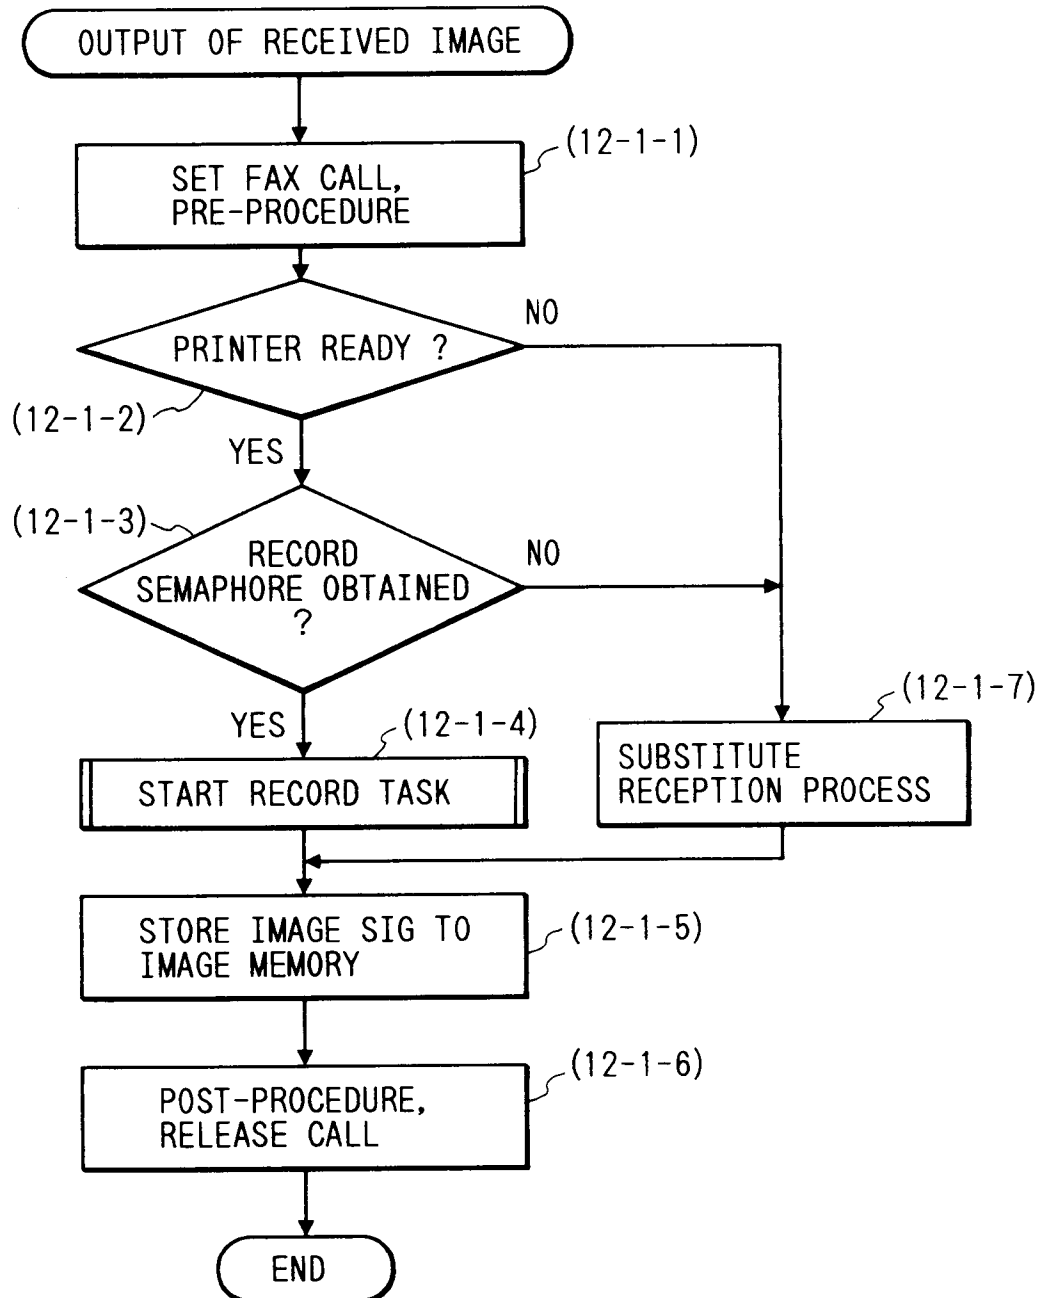 OUTPUT OF RECEIVED IMAGE
(12-1-1)
SET FAX CALL,
PRE-PROCEDURE
NO
PRINTER READY ?
(12-1-2)
YES
(12-1-3)
RECORD
SEMAPHORE OBTAINED
?
NO
YES
(12-1-4)
START RECORD TASK
(12-1-7)
SUBSTITUTE
RECEPTION PROCESS
STORE IMAGE SIG TO
IMAGE MEMORY
(12-1-5)
(12-1-6)
POST-PROCEDURE,
RELEASE CALL
END